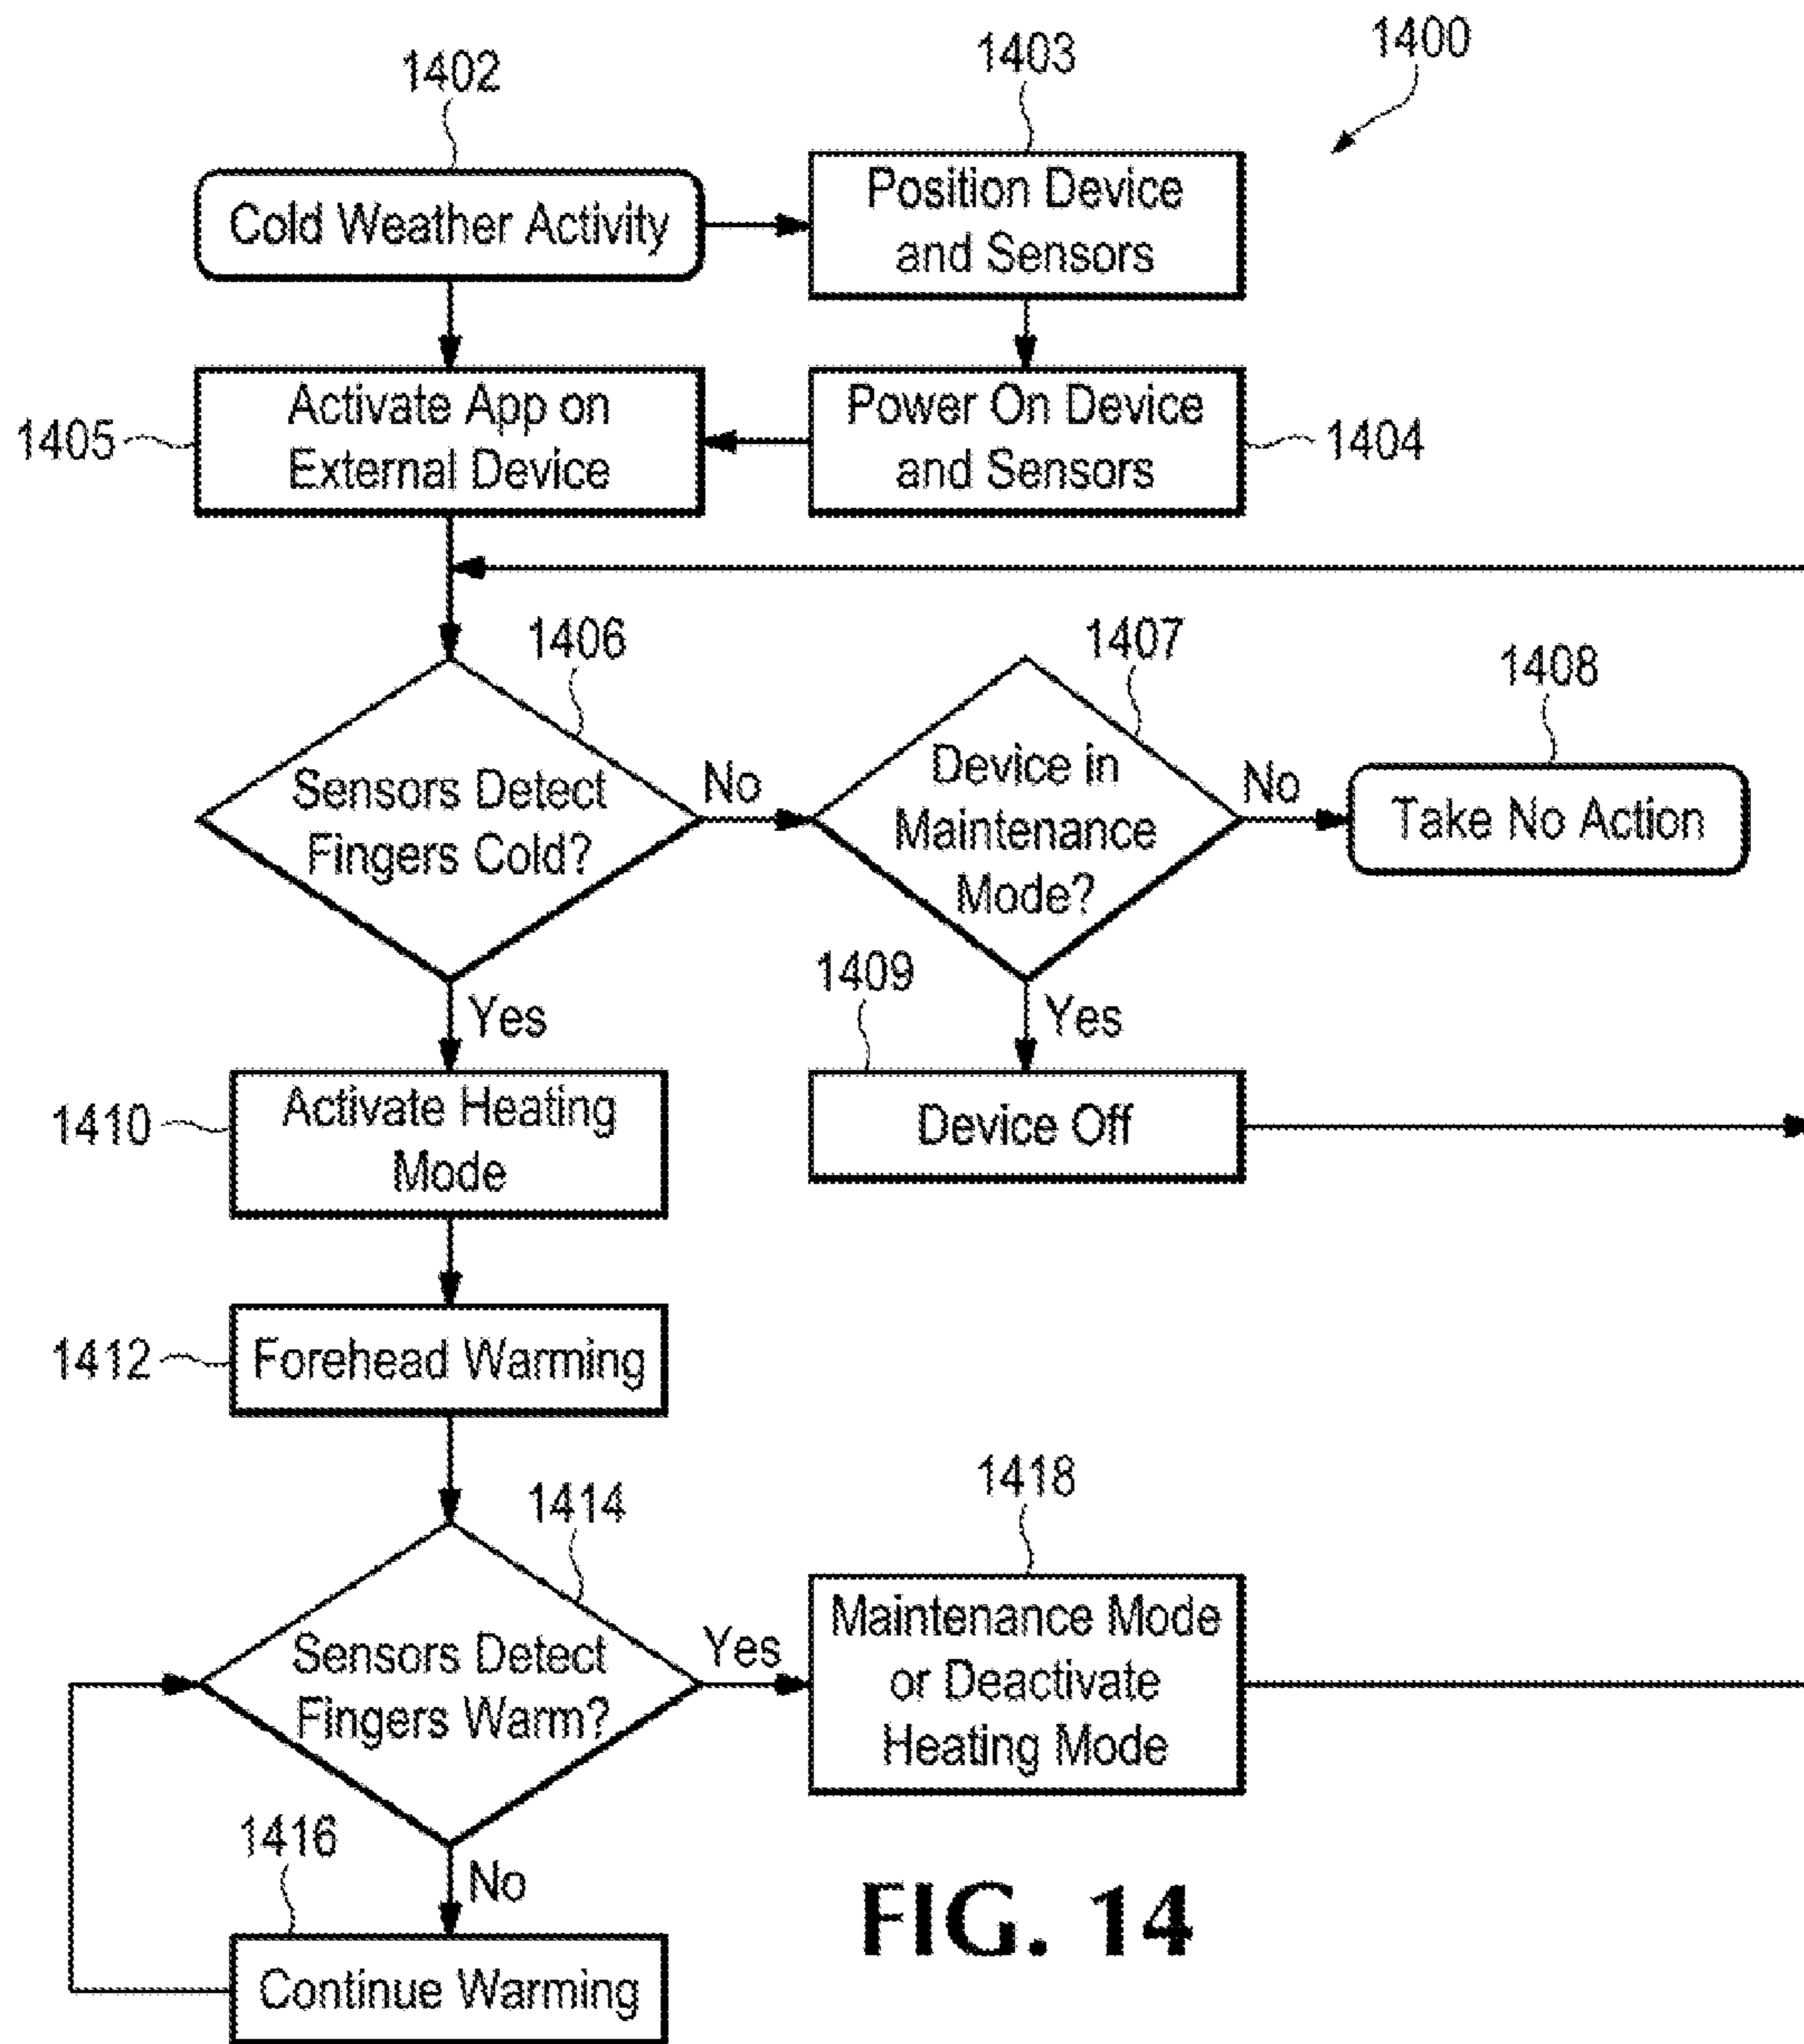 1400
1402
1403
Cold Weather Activity
Position Device
and Sensors
1405
Activate App on
External Device
Power On Device
and Sensors
1404
1406
1407
1408
Sensors Detect
Fingers Cold?
No
Device in
Maintenance
Mode?
No
Take No Action
Yes
1409
Yes
1410
Activate Heating
Mode
Device Off
1412
Forehead Warming
1414
1418
Sensors Detect
Fingers Warm?
Yes
Maintenance Mode
or Deactivate
Heating Mode
1416
No
Continue Warming
FIG. 14